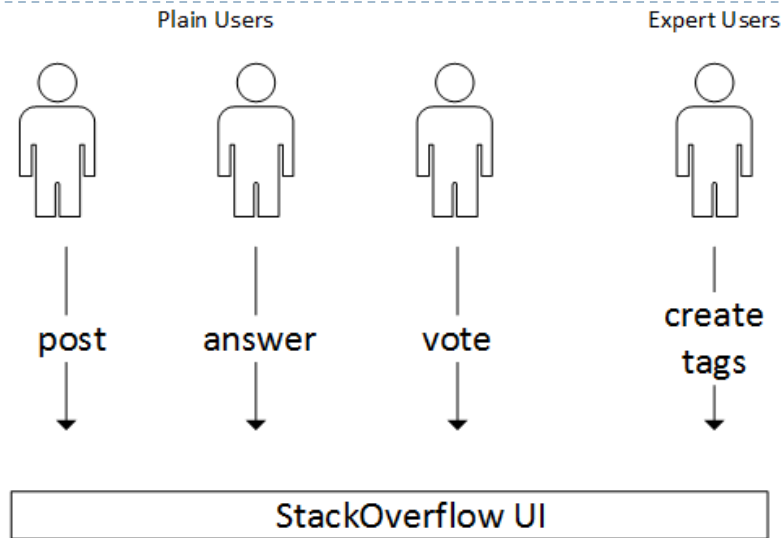 Plain Users
Expert Users
post
answer
vote
create
tags
StackOverflow UI